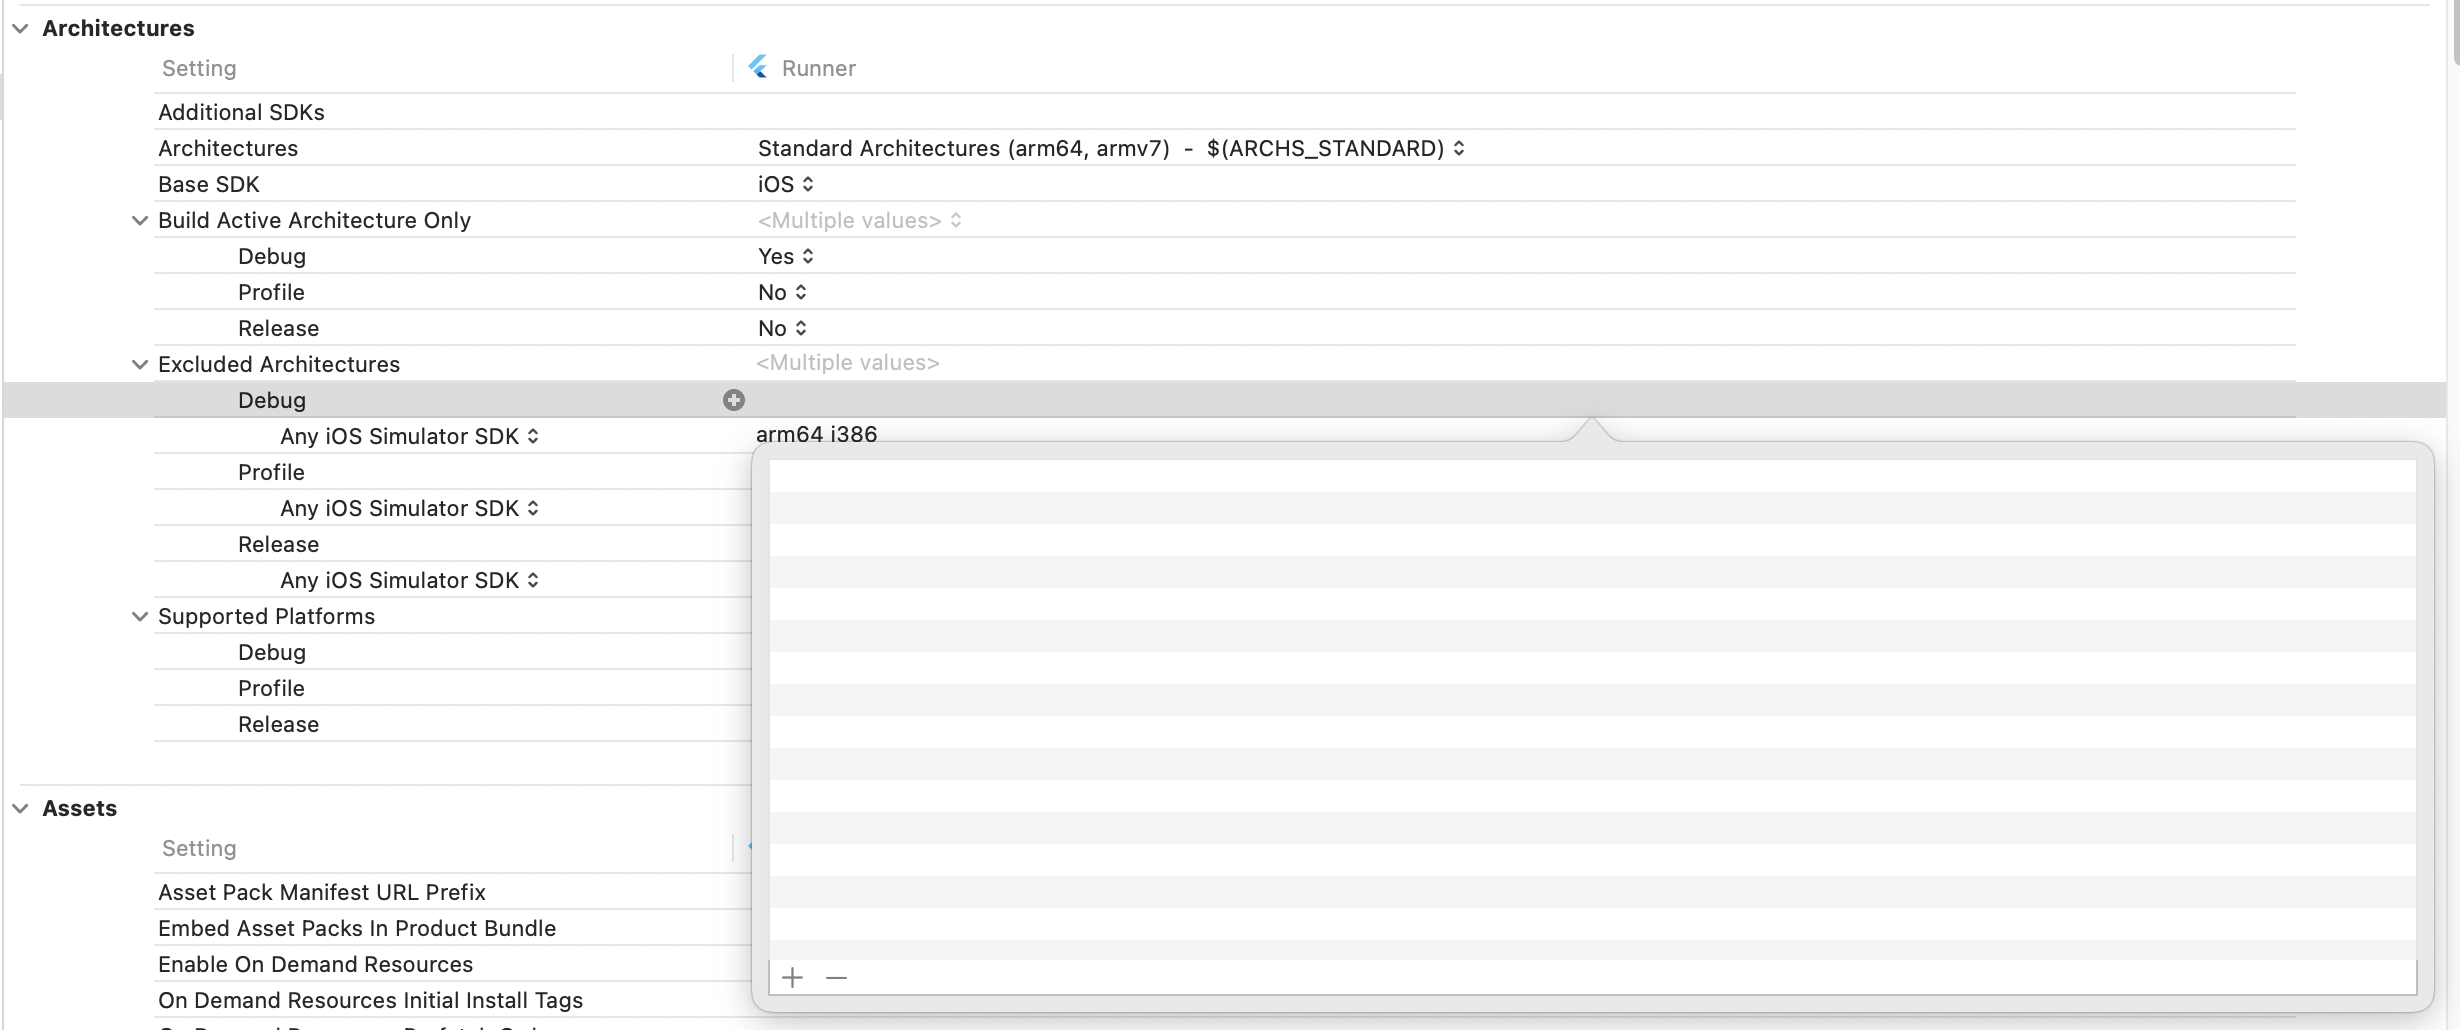 Architectures
Setting Runner
Additional SDKs
Architectures Standard Architectures (arm64, armv7) - $(ARCHS_STANDARD)
Base SDK iOS
Build Active Architecture Only <Multiple values>
Debug Yes
Profile No
Release No
Excluded Architectures <Multiple values>
Debug
Any iOS Simulator SDK arm64 i386
Profile
Any iOS Simulator SDK
Release
Any iOS Simulator SDK
Supported Platforms
Debug
Profile
Release
Assets
Setting
Asset Pack Manifest URL Prefix
Embed Asset Packs In Product Bundle
Enable On Demand Resources
On Demand Resources Initial Install Tags